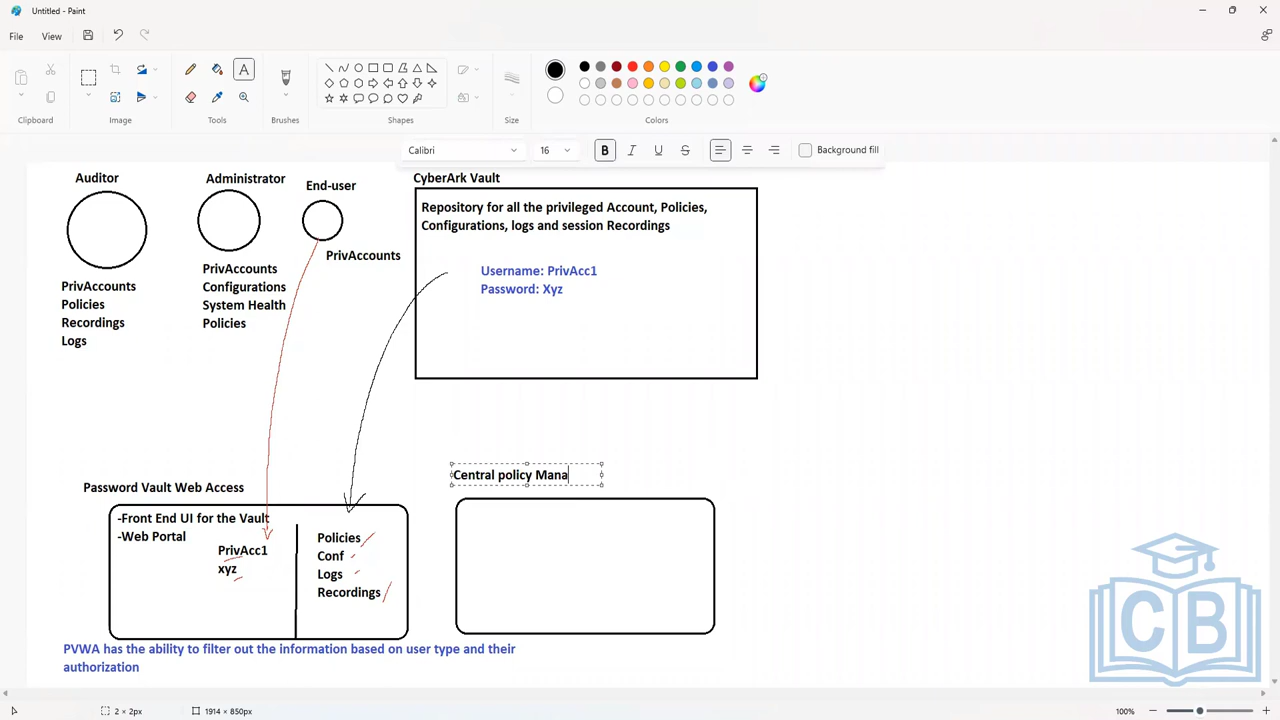 Untitled - Paint
File
View
Clipboard
Image
Tools
Brushes
Shapes
Size
Colors
Calibri
16
B
I
U
S
Background fill
Auditor
Administrator
End-user
CyberArk Vault
Repository for all the privileged Account, Policies,
Configurations, logs and session Recordings
Username: PrivAcc1
Password: Xyz
PrivAccounts
PrivAccounts
Configurations
System Health
Policies
PrivAccounts
Policies
Recordings
Logs
Password Vault Web Access
-Front End UI for the Vault
-Web Portal
PrivAcc1
xyz
Policies
Conf
Logs
Recordings
PVWA has the ability to filter out the information based on user type and their
authorization
Central policy Mana
CB
2 × 2px
1914 × 850px
100%